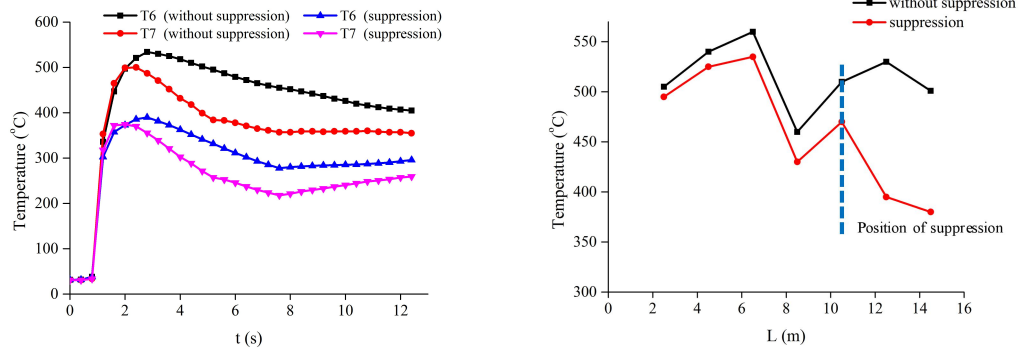 T6 (without suppression) T6 (suppression)
T7 (without suppression) T7 (suppression)
600
500
400
300
200
100
0
Temperature (°C)
0 2 4 6 8 10 12
t (s)
without suppression
suppression
550
500
450
400
350
300
Temperature (°C)
Position of suppression
0 2 4 6 8 10 12 14 16
L (m)